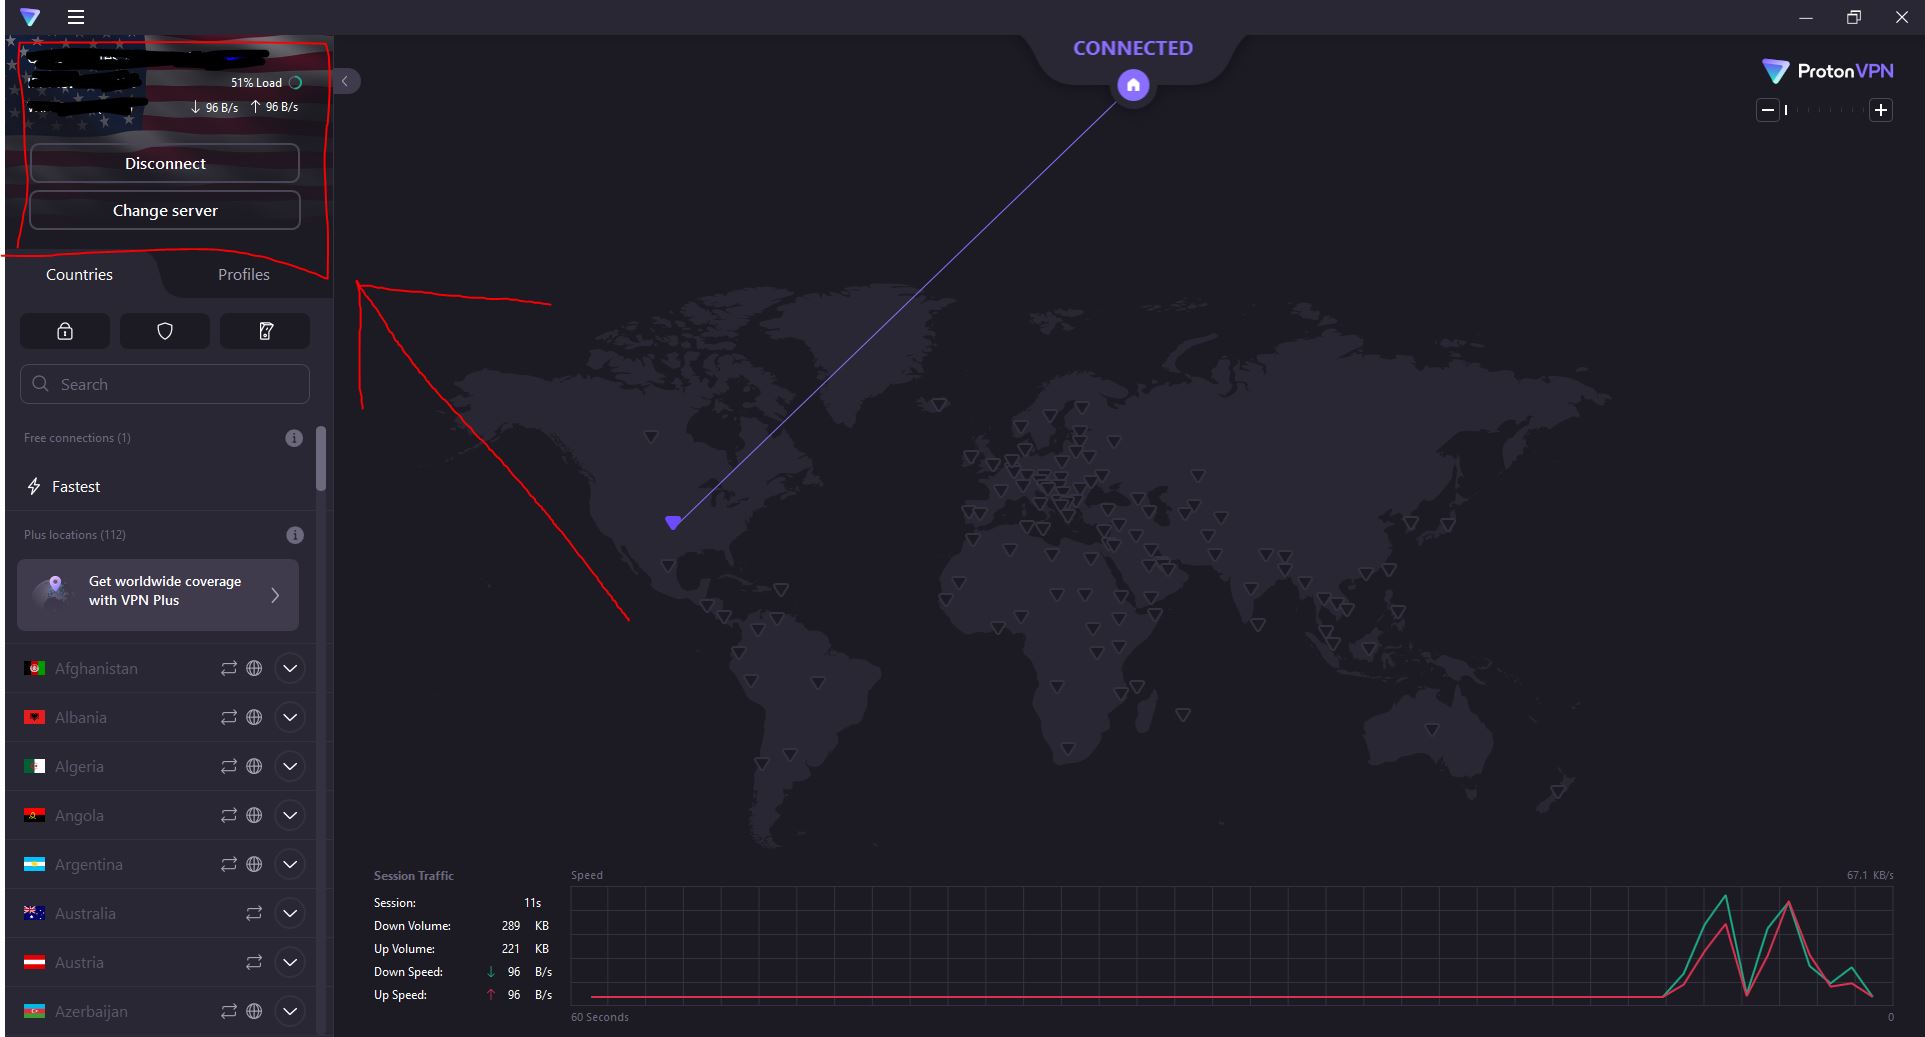 CONNECTED
ProtonVPN
51% Load
96 B/s 96 B/s
Disconnect
Change server
Countries Profiles
Search
Free connections (1)
Fastest
Plus locations (112)
Get worldwide coverage
with VPN Plus
Afghanistan
Albania
Algeria
Angola
Argentina
Australia
Austria
Azerbaijan
Session Traffic
Session: 11s
Down Volume: 289 KB
Up Volume: 221 KB
Down Speed: 96 B/s
Up Speed: 96 B/s
Speed 67.1 KB/s
60 Seconds 0